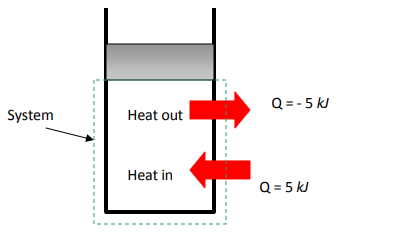 Heat out
Q = - 5 kJ
System
Heat in
Q = 5 kJ